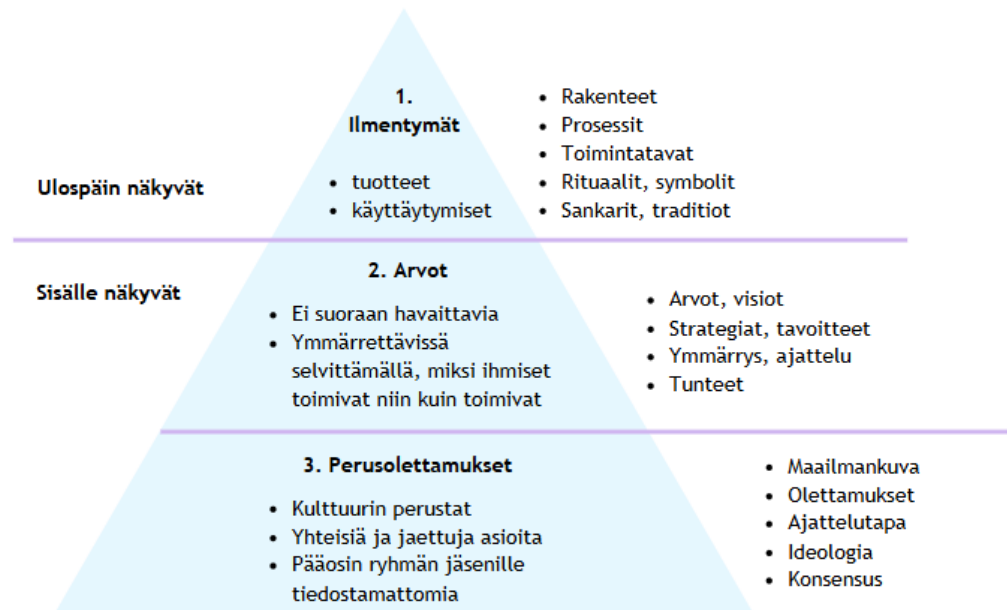 1.
Ilmentymät
• tuotteet
• käyttäytymiset
• Rakenteet
• Prosessit
• Toimintatavat
• Rituaalit, symbolit
• Sankarit, traditiot
Ulospäin näkyvät
Sisälle näkyvät
2. Arvot
• Ei suoraan havaittavia
• Ymmärrettävissä
selvittämällä, miksi ihmiset
toimivat niin kuin toimivat
• Arvot, visiot
• Strategiat, tavoitteet
• Ymmärrys, ajattelu
• Tunteet
3. Perusolettamukset
• Kulttuurin perustat
• Yhteisiä ja jaettuja asioita
• Pääosin ryhmän jäsenille
tiedostamattomia
• Maailmankuva
• Olettamukset
• Ajattelutapa
• Ideologia
• Konsensus